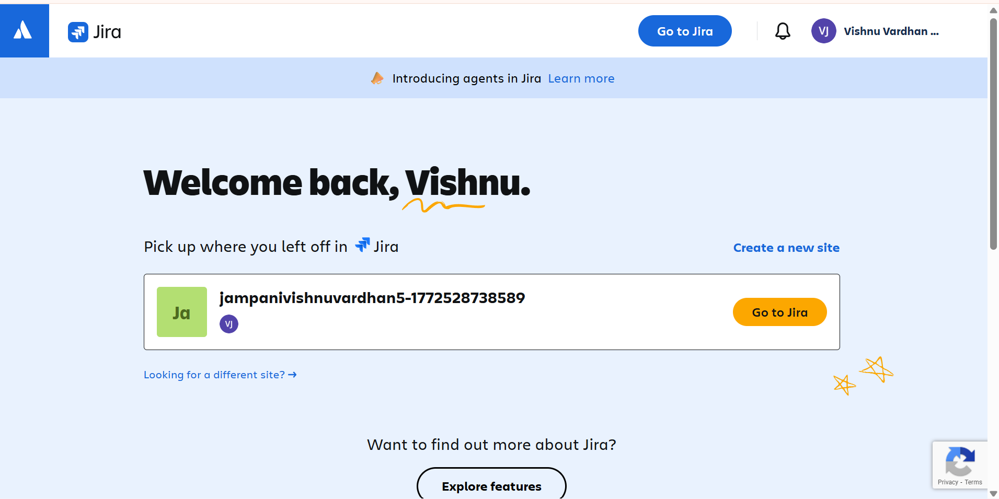 Jira
Go to Jira
VJ
Vishnu Vardhan ...
Introducing agents in Jira Learn more
Welcome back, Vishnu.
Pick up where you left off in Jira
Create a new site
Ja
jampanivishnuvardhan5-1772528738589
VJ
Go to Jira
Looking for a different site? →
Want to find out more about Jira?
Explore features
Privacy - Terms